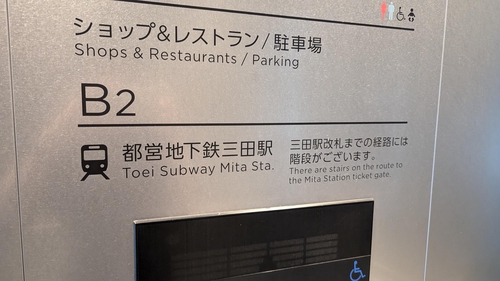 ショップ&レストラン/駐車場
Shops & Restaurants / Parking
B2
都営地下鉄三田駅
Toei Subway Mita Sta.
三田駅改札までの経路には
階段がございます。
There are stairs on the route to
the Mita Station ticket gate.